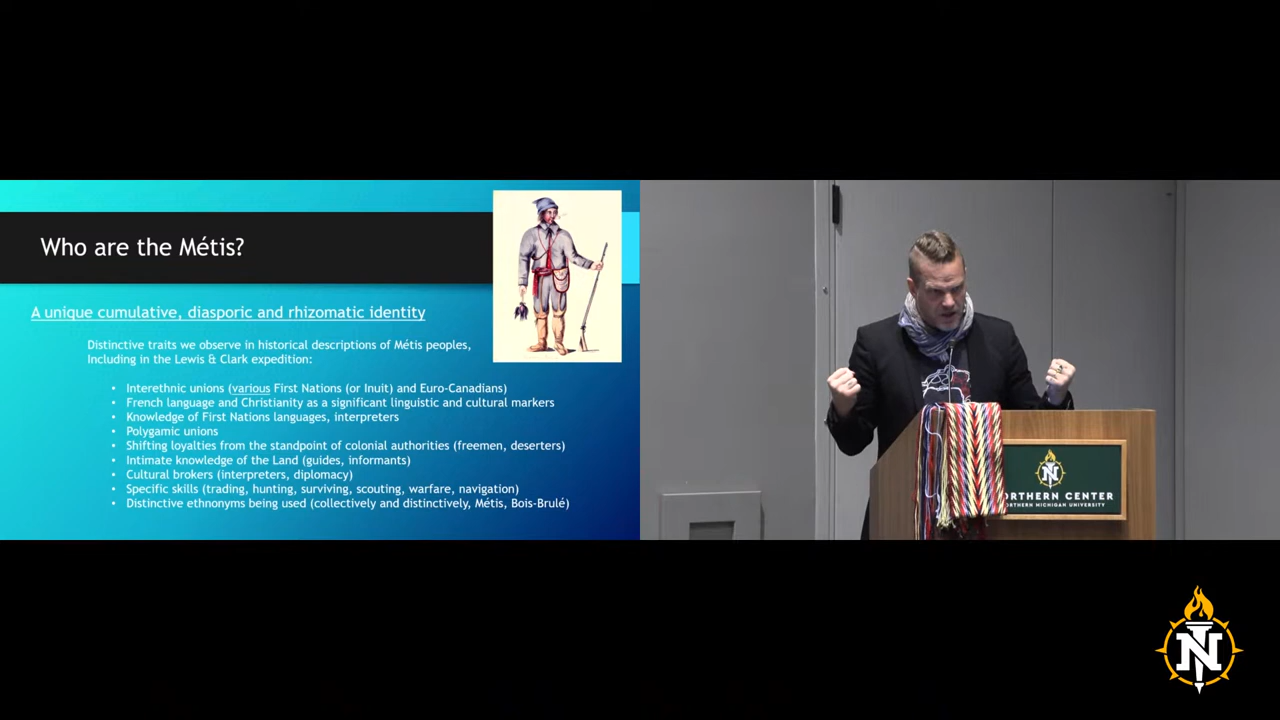 Who are the Métis?
A unique cumulative, diasporic and rhizomatic identity
Distinctive traits we observe in historical descriptions of Métis peoples,
Including in the Lewis & Clark expedition:
• Interethnic unions (various First Nations (or Inuit) and Euro-Canadians)
• French language and Christianity as a significant linguistic and cultural markers
• Knowledge of First Nations languages, interpreters
• Polygamic unions
• Shifting loyalties from the standpoint of colonial authorities (freemen, deserters)
• Intimate knowledge of the Land (guides, informants)
• Cultural brokers (interpreters, diplomacy)
• Specific skills (trading, hunting, surviving, scouting, warfare, navigation)
• Distinctive ethnonyms being used (collectively and distinctively, Métis, Bois-Brulé)
N
ORTHERN CENTER
ORTHERN MICHIGAN UNIVERSITY
N